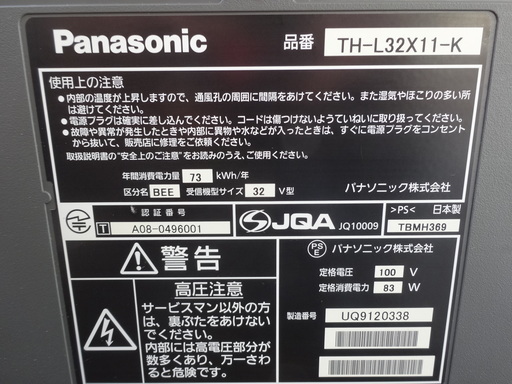 Panasonic 品番 TH-L32X11-K
使用上の注意
●内部の温度が上昇しますので、通風孔の周囲に間隔をあけてください。また湿気やほこりの多い所
は避けてください。
●電源プラグは確実に差し込んでください。コードは傷つけないようていねいに取り扱ってください。
●故障や異常が発生したときや内部に異物や水などが入ったときは、すぐに電源プラグをコンセント
から抜いて、販売店に修理をご依頼ください。
取扱説明書の"安全上のご注意"をお読みのうえ、ご使用ください。
年間消費電力量 73 kWh/年
区分名 BEE 受信機型サイズ 32 V型
パナソニック株式会社
認証番号
T A08-0496001
JQA JQ10009
>PS< 日本製
TBMH369
警告
高圧注意
サービスマン以外の方
は、裏ぶたをあけない
でください。
内部には高電圧部分が
数多くあり、万一さわ
ると危険です。
PSE パナソニック株式会社
定格電圧 100 V
定格消費電力 83 W
製造番号 UQ9120338